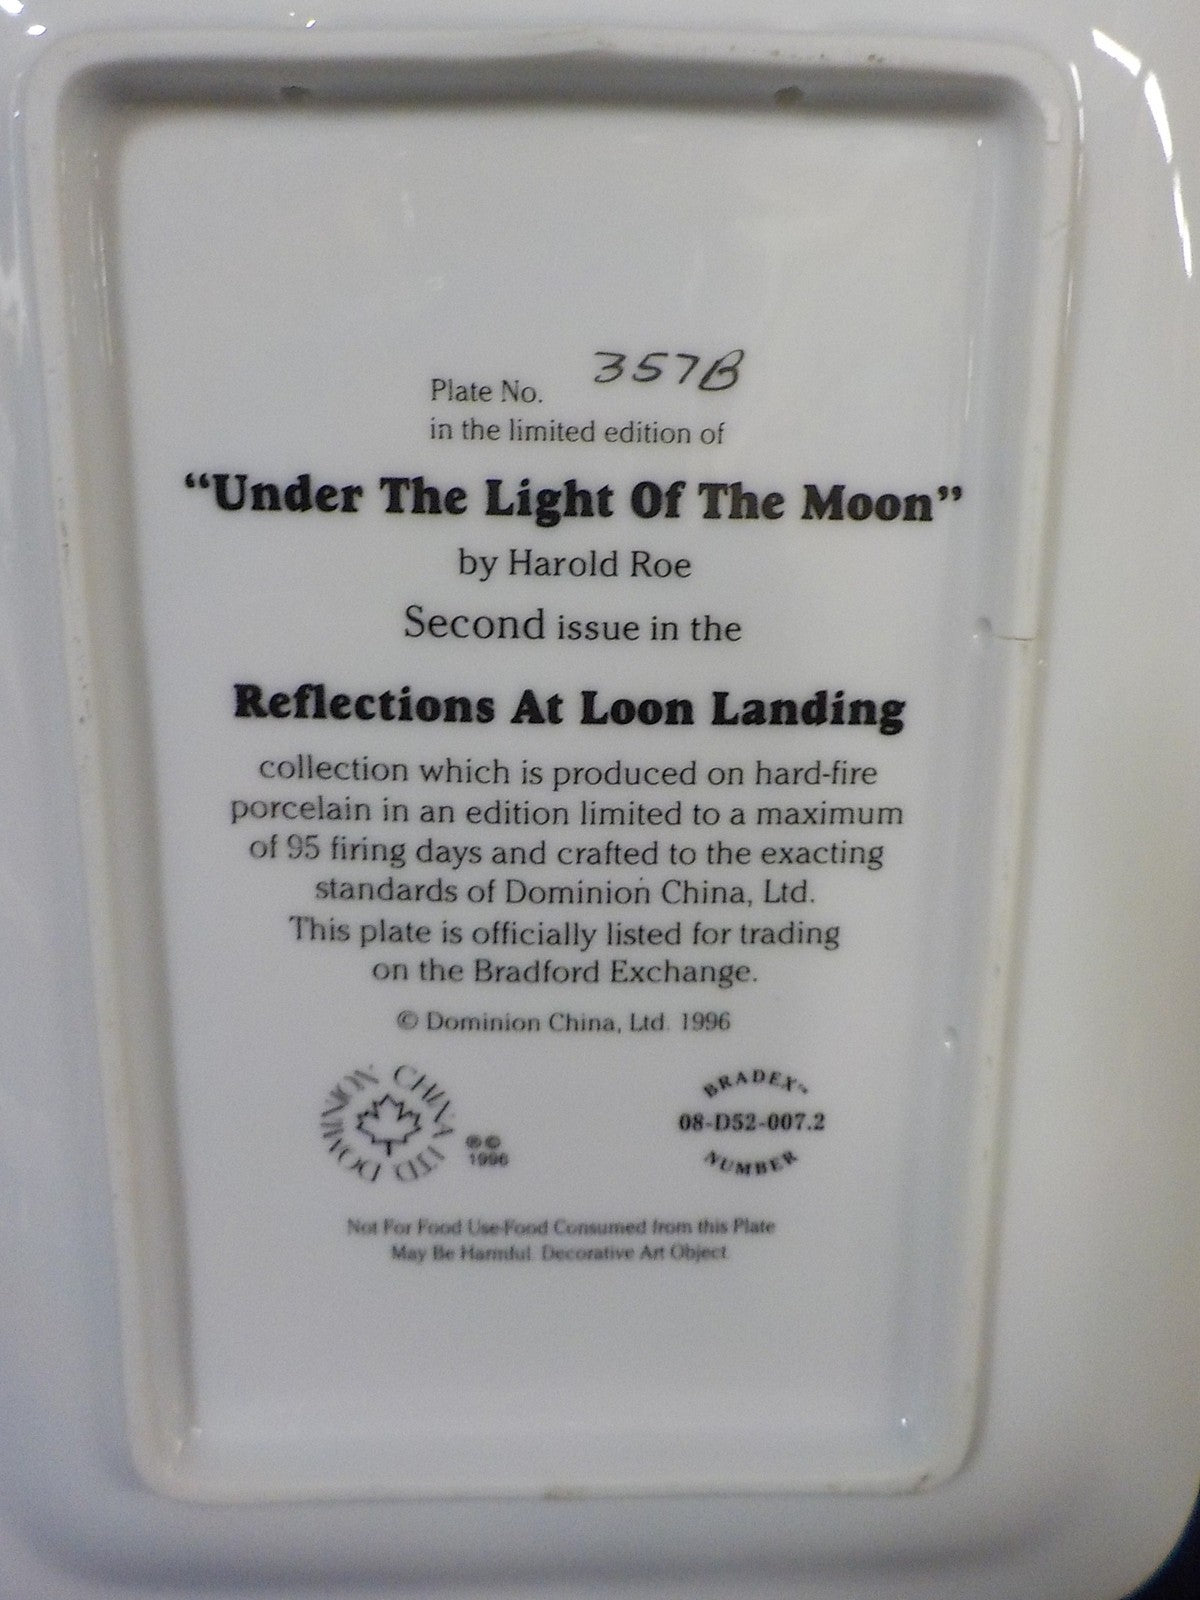 Plate No. 357B
in the limited edition of
“Under The Light Of The Moon”
by Harold Roe
Second issue in the
Reflections At Loon Landing
collection which is produced on hard-fire
porcelain in an edition limited to a maximum
of 95 firing days and crafted to the exacting
standards of Dominion China, Ltd.
This plate is officially listed for trading
on the Bradford Exchange.
© Dominion China, Ltd. 1996
DOMINION CHINA LTD
®©
1996
BRADEX™
08-D52-007.2
NUMBER
Not For Food Use-Food Consumed from this Plate
May Be Harmful. Decorative Art Object